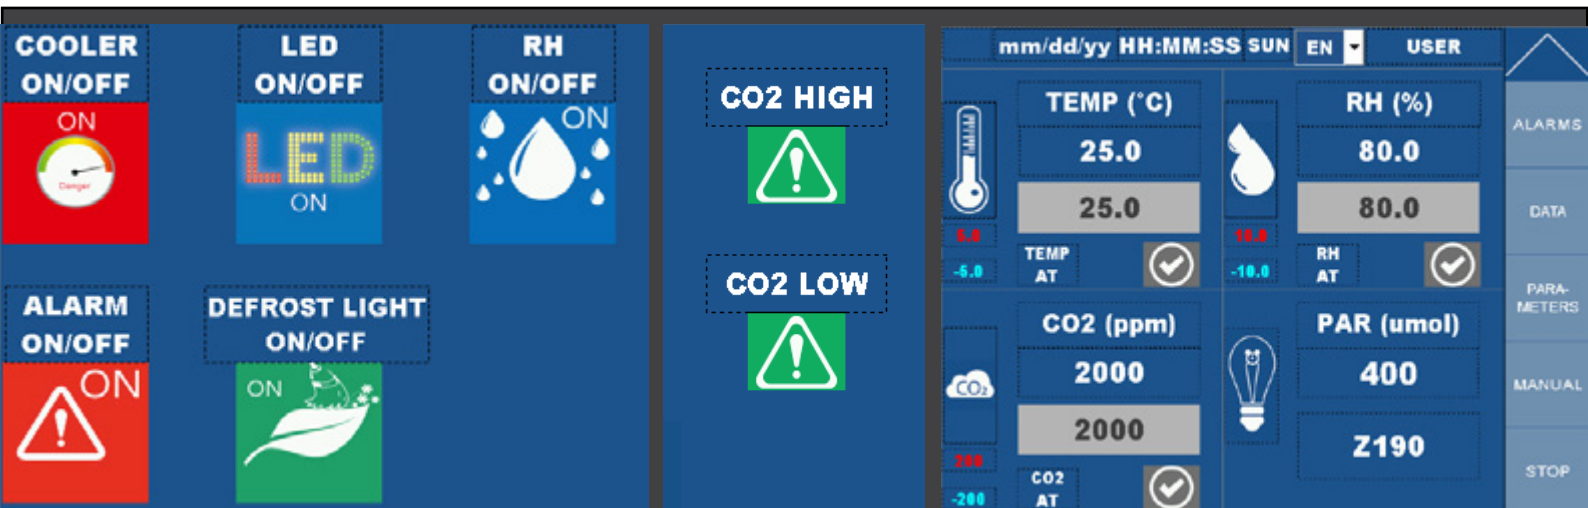 COOLER
ON/OFF
ON
Danger
LED
ON/OFF
LED
ON
RH
ON/OFF
ON
ALARM
ON/OFF
ON
DEFROST LIGHT
ON/OFF
ON
CO2 HIGH
CO2 LOW
mm/dd/yy HH:MM:SS SUN EN USER
TEMP (°C)
25.0
25.0
5.0
-5.0
TEMP
AT
RH (%)
80.0
80.0
10.0
-10.0
RH
AT
CO2 (ppm)
2000
CO2
2000
200
-200
CO2
AT
PAR (umol)
400
Z190
ALARMS
DATA
PARA-
METERS
MANUAL
STOP